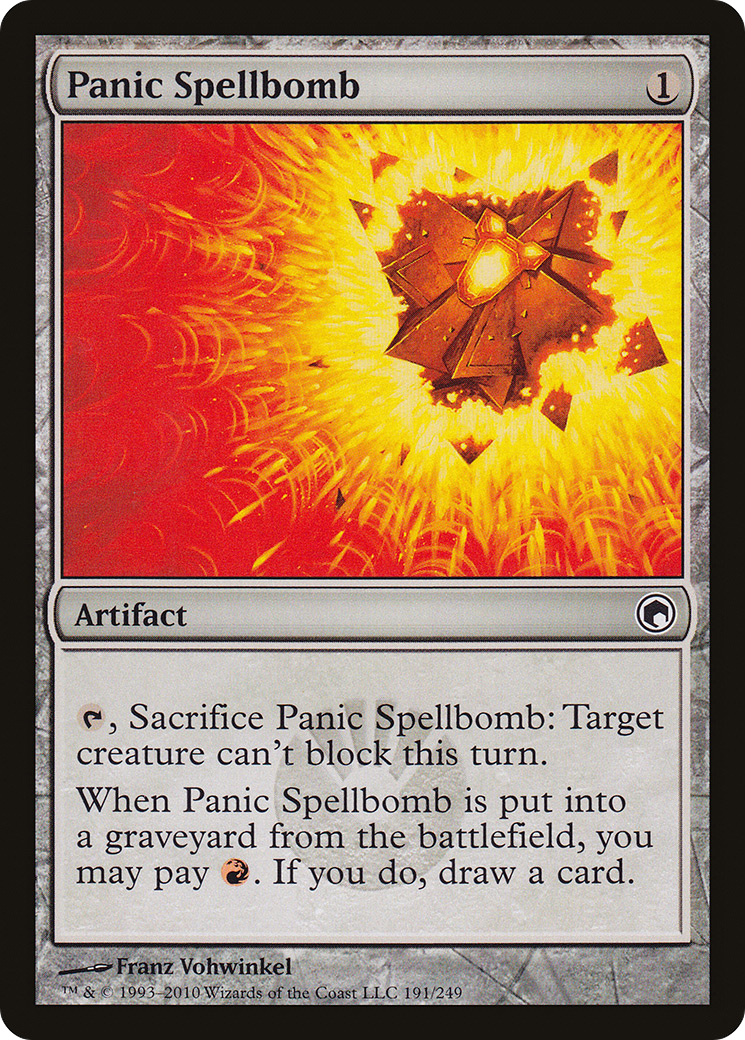 Panic Spellbomb 1
Artifact
, Sacrifice Panic Spellbomb: Target
creature can't block this turn.
When Panic Spellbomb is put into
a graveyard from the battlefield, you
may pay . If you do, draw a card.
Franz Vohwinkel
™ & © 1993–2010 Wizards of the Coast LLC 191/249